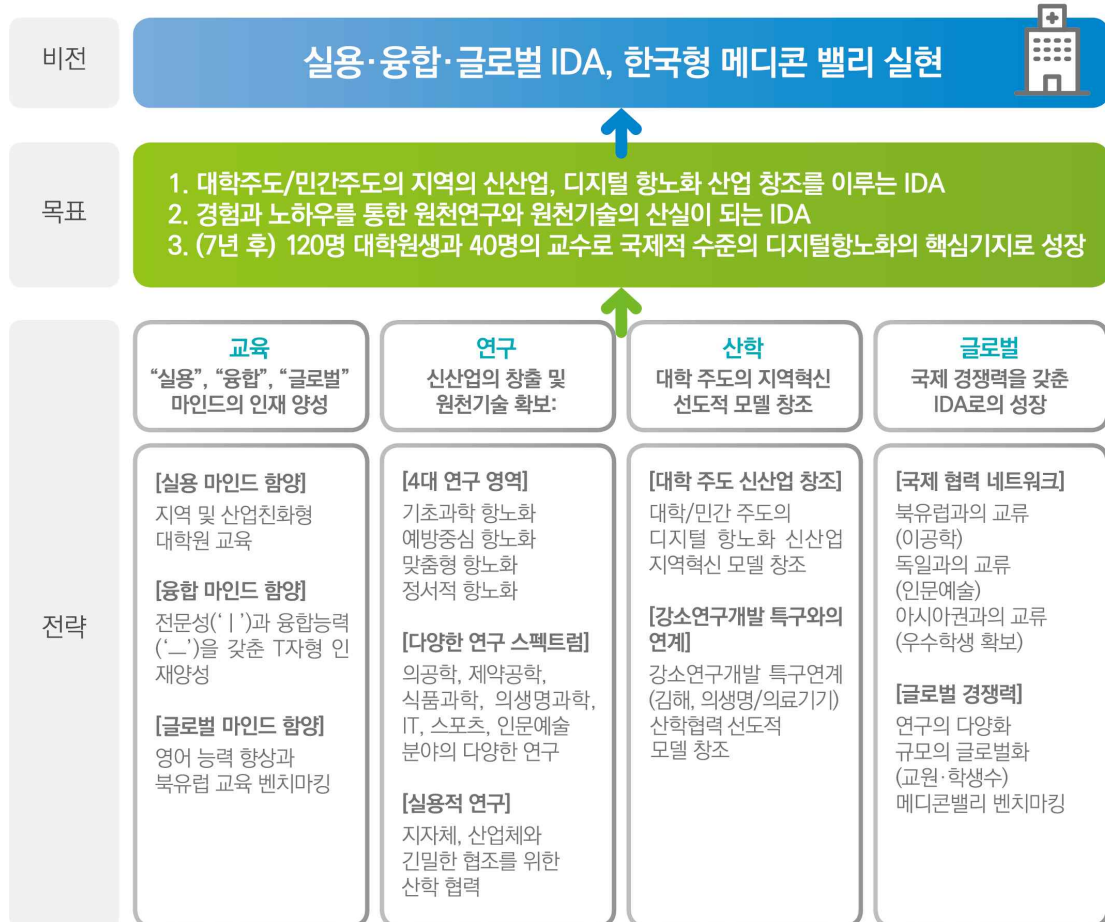 비전
실용·융합·글로벌 IDA, 한국형 메디콘 밸리 실현
목표
1. 대학주도/민간주도의 지역의 신산업, 디지털 항노화 산업 창조를 이루는 IDA
2. 경험과 노하우를 통한 원천연구와 원천기술의 산실이 되는 IDA
3. (7년 후) 120명 대학원생과 40명의 교수로 국제적 수준의 디지털항노화의 핵심기지로 성장
전략
교육
“실용”, “융합”, “글로벌”
마인드의 인재 양성
[실용 마인드 함양]
지역 및 산업친화형
대학원 교육
[융합 마인드 함양]
전문성(‘ㅣ’)과 융합능력
(‘ㅡ’)을 갖춘 T자형 인
재양성
[글로벌 마인드 함양]
영어 능력 향상과
북유럽 교육 벤치마킹
연구
신산업의 창출 및
원천기술 확보:
[4대 연구 영역]
기초과학 항노화
예방중심 항노화
맞춤형 항노화
정서적 항노화
[다양한 연구 스펙트럼]
의공학, 제약공학,
식품과학, 의생명과학,
IT, 스포츠, 인문예술
분야의 다양한 연구
[실용적 연구]
지자체, 산업체와
긴밀한 협조를 위한
산학 협력
산학
대학 주도의 지역혁신
선도적 모델 창조
[대학 주도 신산업 창조]
대학/민간 주도의
디지털 항노화 신산업
지역혁신 모델 창조
[강소연구개발 특구와의
연계]
강소연구개발 특구연계
(김해, 의생명/의료기기)
산학협력 선도적
모델 창조
글로벌
국제 경쟁력을 갖춘
IDA로의 성장
[국제 협력 네트워크]
북유럽과의 교류
(이공학)
독일과의 교류
(인문예술)
아시아권과의 교류
(우수학생 확보)
[글로벌 경쟁력]
연구의 다양화
규모의 글로벌화
(교원·학생수)
메디콘밸리 벤치마킹